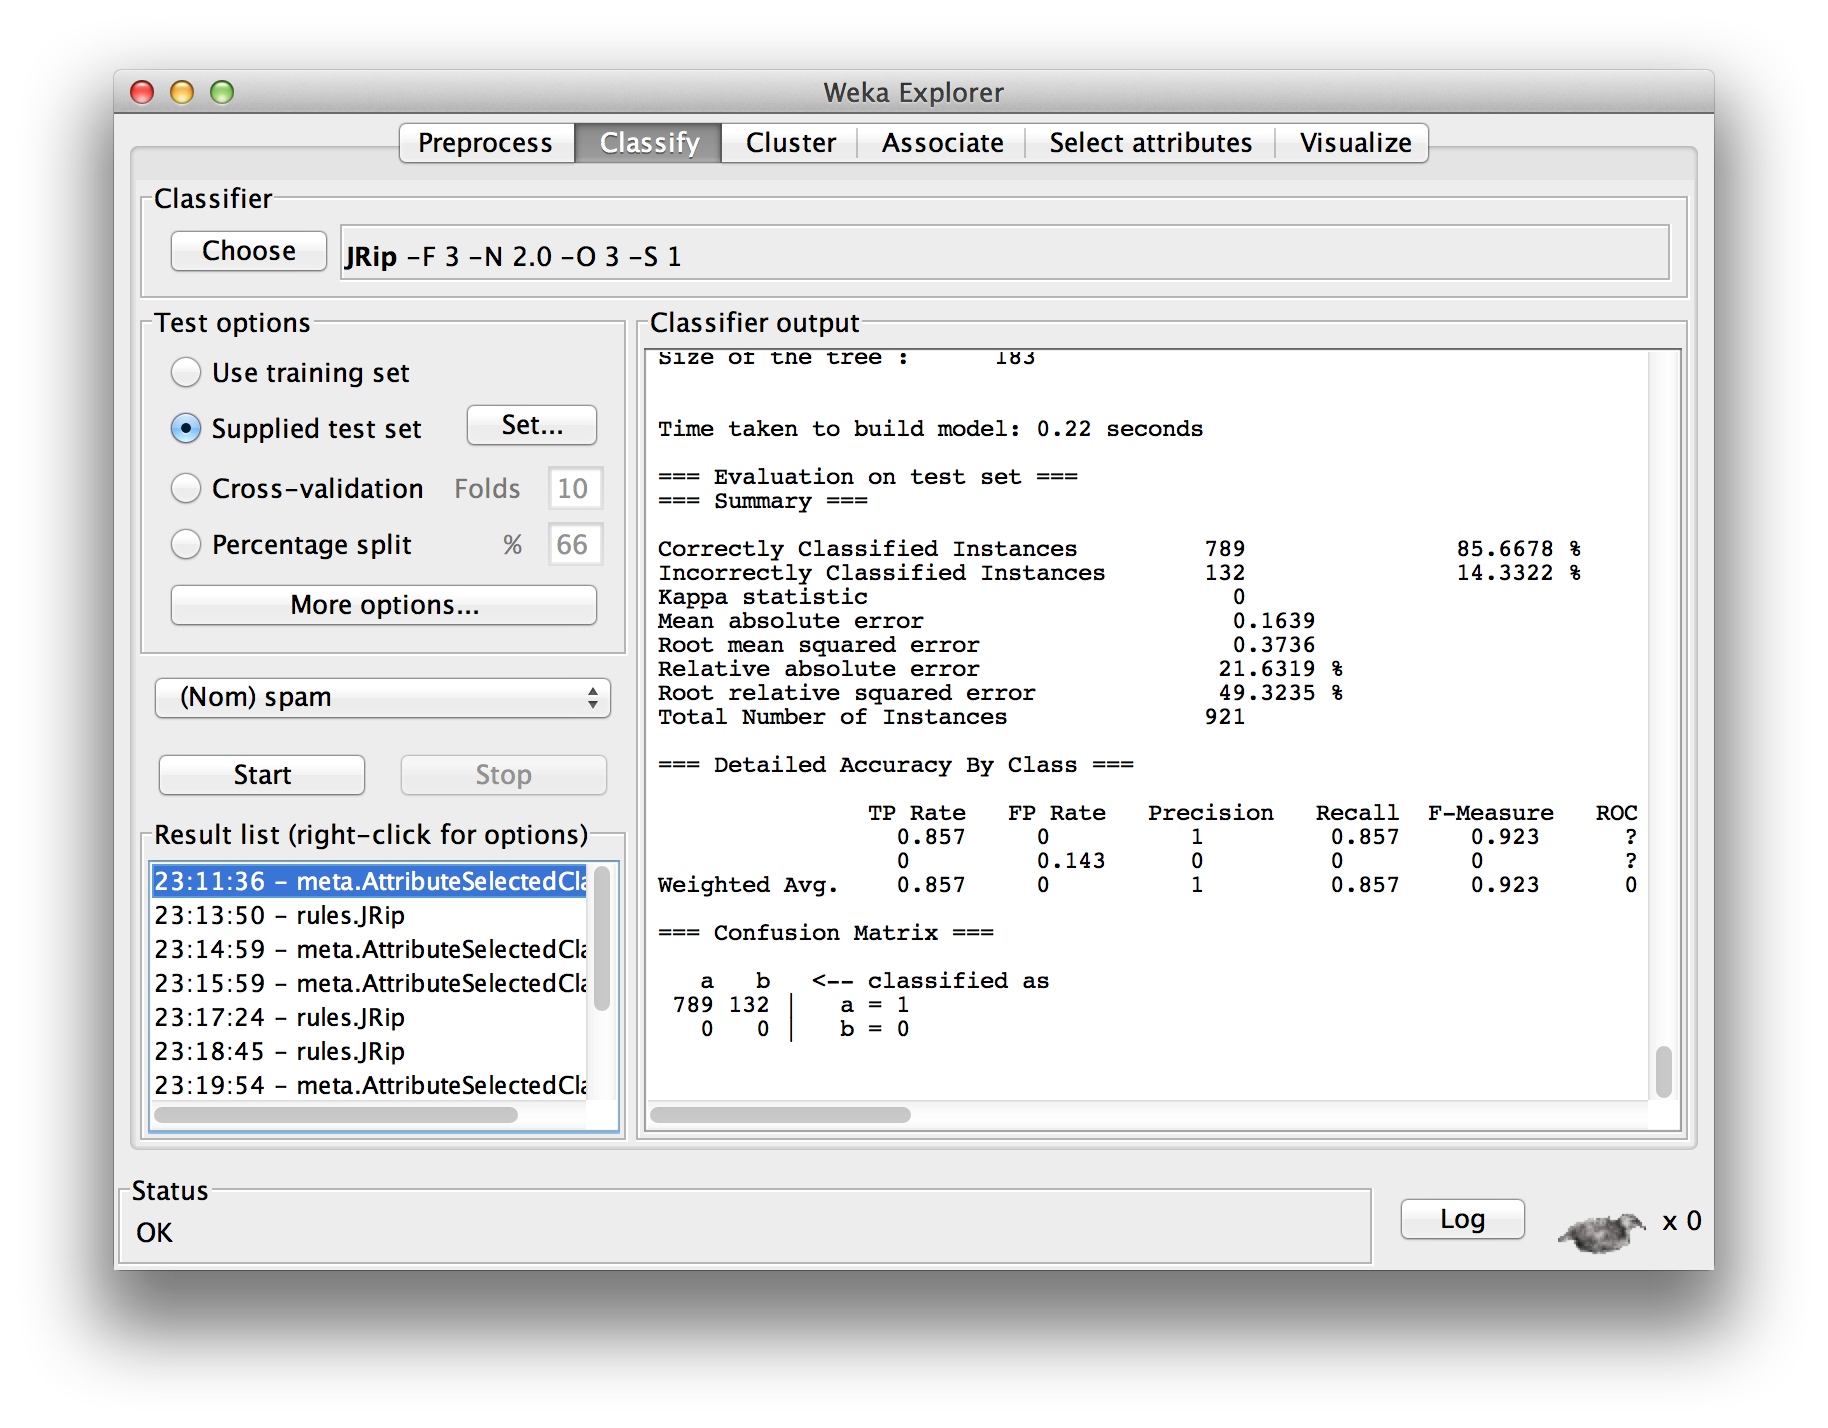 Weka Explorer
Preprocess Classify Cluster Associate Select attributes Visualize
Classifier
Choose JRip -F 3 -N 2.0 -O 3 -S 1
Test options
Use training set
Supplied test set Set...
Cross-validation Folds 10
Percentage split % 66
More options...
(Nom) spam
Start Stop
Result list (right-click for options)
23:11:36 - meta.AttributeSelectedCla
23:13:50 - rules.JRip
23:14:59 - meta.AttributeSelectedCla
23:15:59 - meta.AttributeSelectedCla
23:17:24 - rules.JRip
23:18:45 - rules.JRip
23:19:54 - meta.AttributeSelectedCla
Classifier output
Size of the tree : 183
Time taken to build model: 0.22 seconds
=== Evaluation on test set ===
=== Summary ===
Correctly Classified Instances 789 85.6678 %
Incorrectly Classified Instances 132 14.3322 %
Kappa statistic 0
Mean absolute error 0.1639
Root mean squared error 0.3736
Relative absolute error 21.6319 %
Root relative squared error 49.3235 %
Total Number of Instances 921
=== Detailed Accuracy By Class ===
TP Rate FP Rate Precision Recall F-Measure ROC
0.857 0 1 0.857 0.923 ?
0 0.143 0 0 0 ?
Weighted Avg. 0.857 0 1 0.857 0.923 0
=== Confusion Matrix ===
a b <-- classified as
789 132 | a = 1
0 0 | b = 0
Status
OK
Log x 0